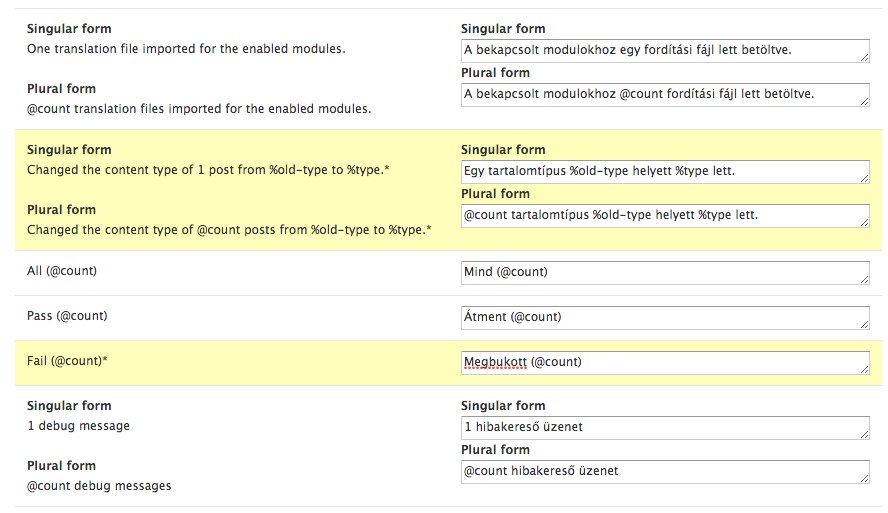 Singular form
One translation file imported for the enabled modules.
Plural form
@count translation files imported for the enabled modules.
Singular form
A bekapcsolt modulokhoz egy fordítási fájl lett betöltve.
Plural form
A bekapcsolt modulokhoz @count fordítási fájl lett betöltve.
Singular form
Changed the content type of 1 post from %old-type to %type.*
Plural form
Changed the content type of @count posts from %old-type to %type.*
Singular form
Egy tartalomtípus %old-type helyett %type lett.
Plural form
@count tartalomtípus %old-type helyett %type lett.
All (@count)
Mind (@count)
Pass (@count)
Átment (@count)
Fail (@count)*
Megbukott (@count)
Singular form
1 debug message
Plural form
@count debug messages
Singular form
1 hibakereső üzenet
Plural form
@count hibakereső üzenet